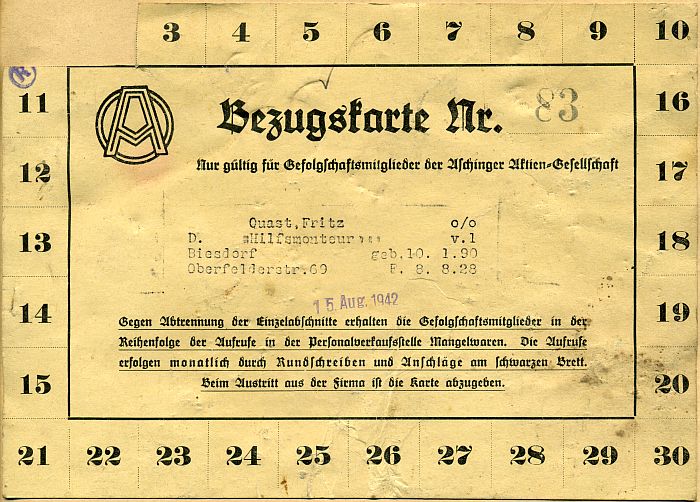 3 4 5 6 7 8 9 10
11 16
12 17
13 18
14 19
15 20
A
Bezugskarte Nr. 83
Nur gültig für Gefolgschaftsmitglieder der Aschinger Aktien-Gesellschaft
Quast,Fritz o/o
D. "Hilfsmonteur" v.1
Biesdorf geb.10. 1.90
Oberfelderstr.69 F. 8. 8.28
15. Aug. 1942
Gegen Abtrennung der Einzelabschnitte erhalten die Gefolgschaftsmitglieder in der
Reihenfolge der Aufrufe in der Personalverkaufsstelle Mangelwaren. Die Aufrufe
erfolgen monatlich durch Rundschreiben und Anschläge am schwarzen Brett.
Beim Austritt aus der Firma ist die Karte abzugeben.
21 22 23 24 25 26 27 28 29 30